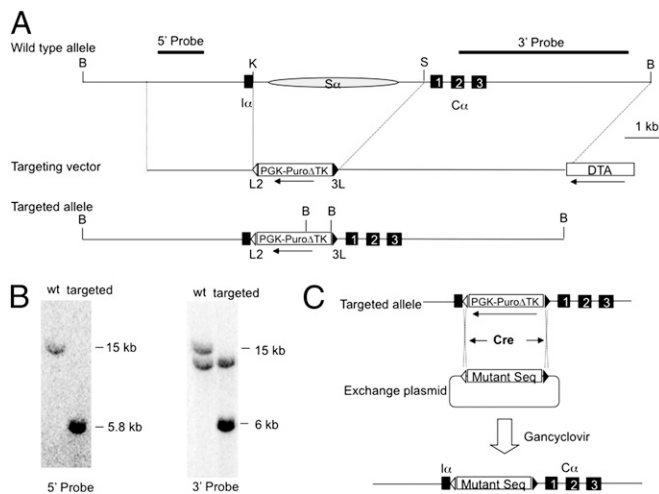 A
Wild type allele
5' Probe
3' Probe
B
K
S
B
Sα
1 2 3
Iα
Cα
1 kb
Targeting vector
PGK-PuroΔTK
DTA
L2
3L
Targeted allele
B
B
B
B
PGK-PuroΔTK
1 2 3
L2
3L
B
wt targeted
15 kb
5.8 kb
5' Probe
wt targeted
15 kb
6 kb
3' Probe
C
Targeted allele
PGK-PuroΔTK
1 2 3
Cre
Mutant Seq
Exchange plasmid
Gancyclovir
Iα
Cα
Mutant Seq
1 2 3